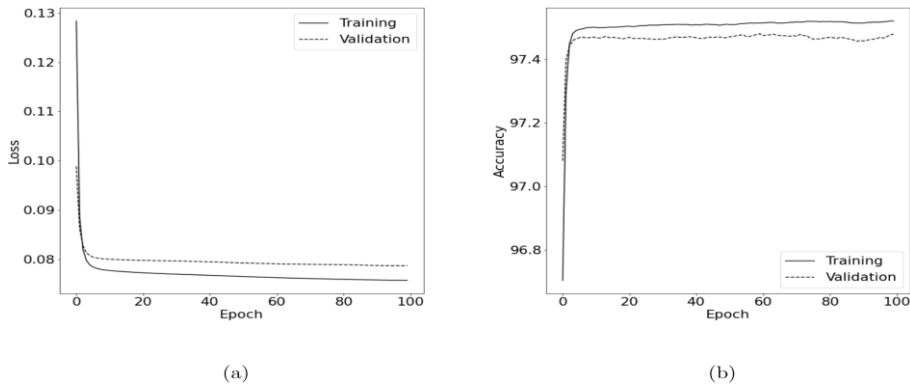 0.13
0.12
0.11
0.10
0.09
0.08
Loss
Training
Validation
0 20 40 60 80 100
Epoch
(a)
97.4
97.2
97.0
96.8
Accuracy
Training
Validation
0 20 40 60 80 100
Epoch
(b)